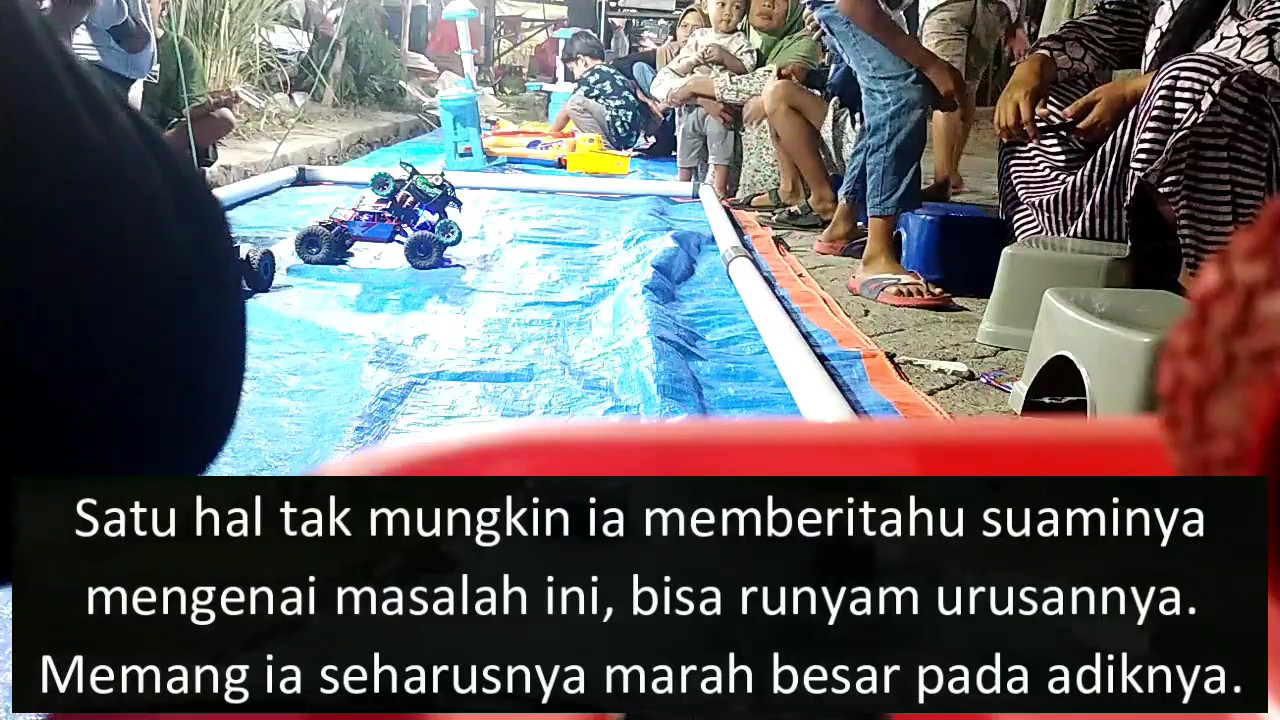 Satu hal tak mungkin ia memberitahu suaminya
mengenai masalah ini, bisa runyam urusannya.
Memang ia seharusnya marah besar pada adiknya.